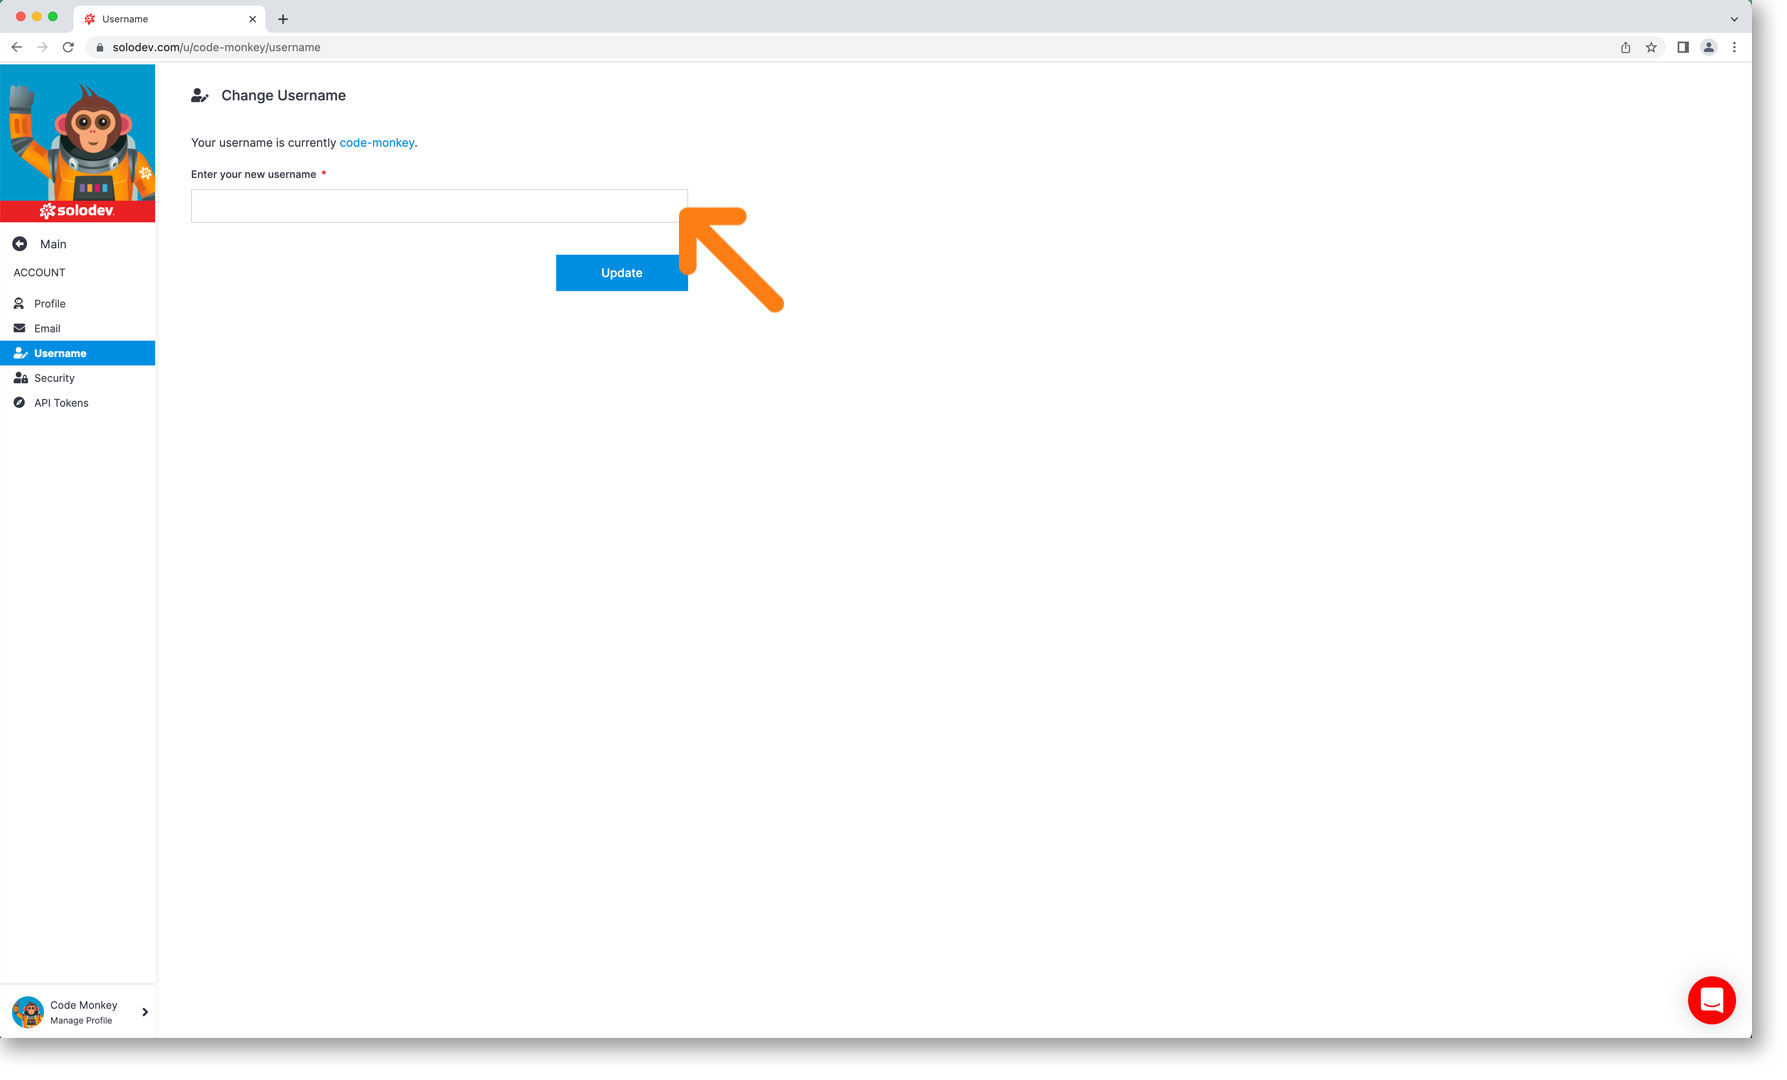 Username
solodev.com/u/code-monkey/username
solodev
Main
ACCOUNT
Profile
Email
Username
Security
API Tokens
Code Monkey
Manage Profile
Change Username
Your username is currently code-monkey.
Enter your new username *
Update